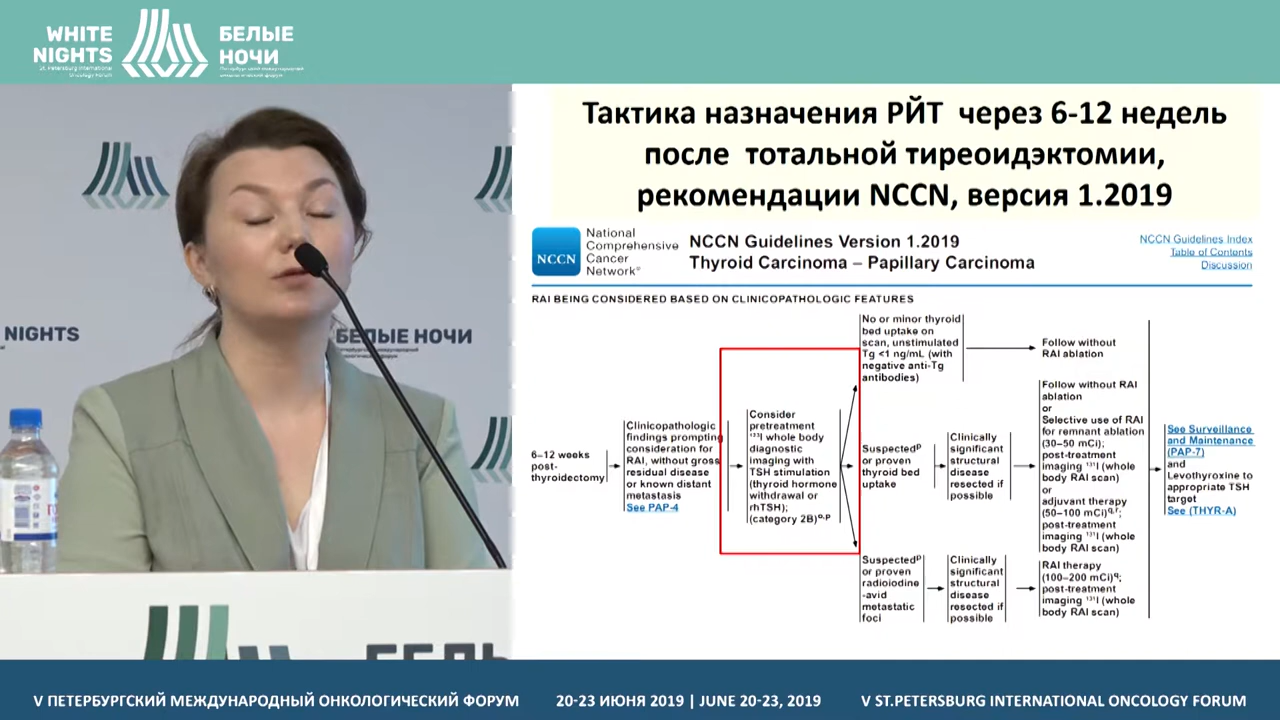 WHITE
NIGHTS
St. Petersburg International
Oncology Forum
БЕЛЫЕ
НОЧИ
Петербургский международный
онкологический форум
NIGHTS
БЕЛЫЕ НОЧИ
Тактика назначения РЙТ через 6-12 недель
после тотальной тиреоидэктомии,
рекомендации NCCN, версия 1.2019
NCCN
National
Comprehensive
Cancer
Network®
NCCN Guidelines Version 1.2019
Thyroid Carcinoma – Papillary Carcinoma
NCCN Guidelines Index
Table of Contents
Discussion
RAI BEING CONSIDERED BASED ON CLINICOPATHOLOGIC FEATURES
6–12 weeks
post-
thyroidectomy
Clinicopathologic
findings prompting
consideration for
RAI, without gross
residual disease
or known distant
metastasis
See PAP-4
Consider
pretreatment
¹²³I whole body
diagnostic
imaging with
TSH stimulation
(thyroid hormone
withdrawal or
rhTSH);
(category 2B)ᵒ,ᵖ
No or minor thyroid
bed uptake on
scan, unstimulated
Tg <1 ng/mL (with
negative anti-Tg
antibodies)
Follow without
RAI ablation
Suspectedᵖ
or proven
thyroid bed
uptake
Clinically
significant
structural
disease
resected if
possible
Follow without RAI
ablation
or
Selective use of RAI
for remnant ablation
(30–50 mCi);
post-treatment
imaging ¹³¹I (whole
body RAI scan)
or
adjuvant therapy
(50–100 mCi)q,r;
post-treatment
imaging ¹³¹I (whole
body RAI scan)
Suspectedᵖ
or proven
radioiodine
-avid
metastatic
foci
Clinically
significant
structural
disease
resected if
possible
RAI therapy
(100–200 mCi)q;
post-treatment
imaging ¹³¹I (whole
body RAI scan)
See Surveillance
and Maintenance
(PAP-7)
and
Levothyroxine to
appropriate TSH
target
See (THYR-A)
V ПЕТЕРБУРГСКИЙ МЕЖДУНАРОДНЫЙ ОНКОЛОГИЧЕСКИЙ ФОРУМ
20-23 ИЮНЯ 2019 | JUNE 20-23, 2019
V ST.PETERSBURG INTERNATIONAL ONCOLOGY FORUM